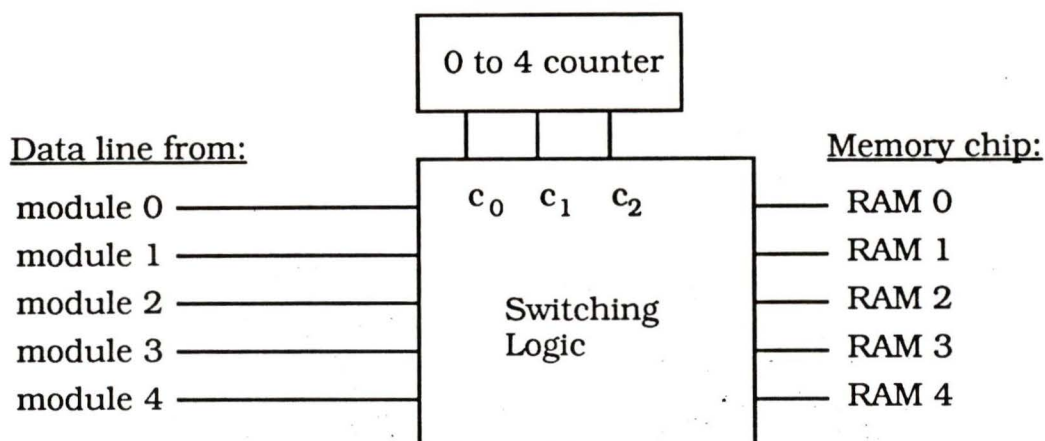 0 to 4 counter
Data line from:
Memory chip:
module 0
c0 c1 c2
RAM 0
module 1
RAM 1
module 2
Switching
RAM 2
Logic
module 3
RAM 3
module 4
RAM 4